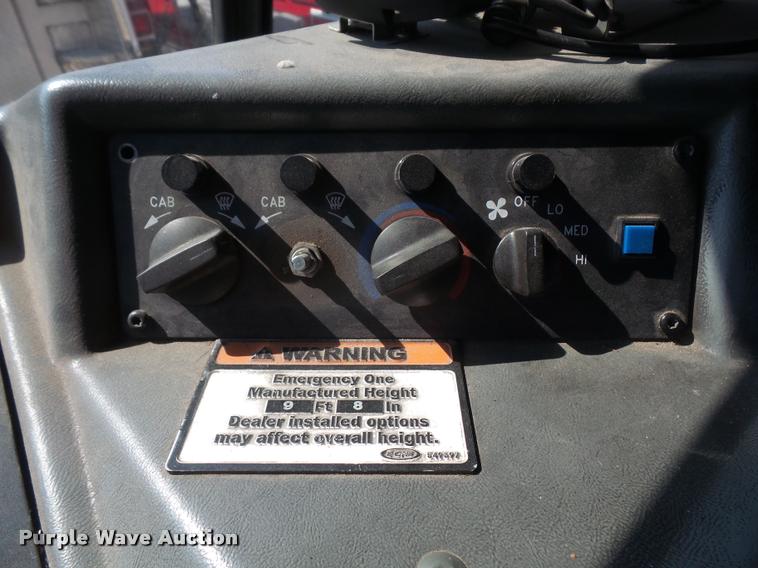 CAB CAB OFF
LO
MED
HI
WARNING
Emergency One
Manufactured Height
9 Ft 8 In
Dealer installed options
may affect overall height.
Purple Wave Auction